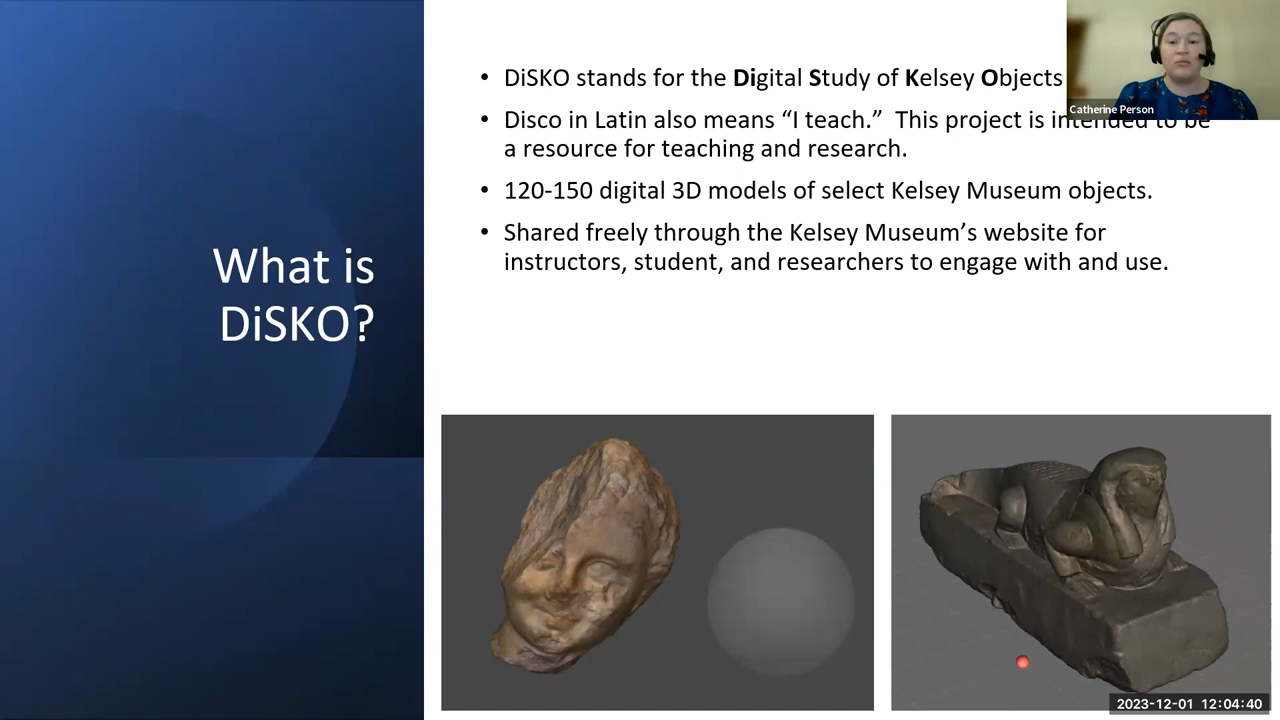 What is
DiSKO?
• DiSKO stands for the Digital Study of Kelsey Objects
• Disco in Latin also means “I teach.”  This project is intended to be
a resource for teaching and research.
• 120-150 digital 3D models of select Kelsey Museum objects.
• Shared freely through the Kelsey Museum’s website for
instructors, student, and researchers to engage with and use.
Catherine Person
2023-12-01 12:04:40